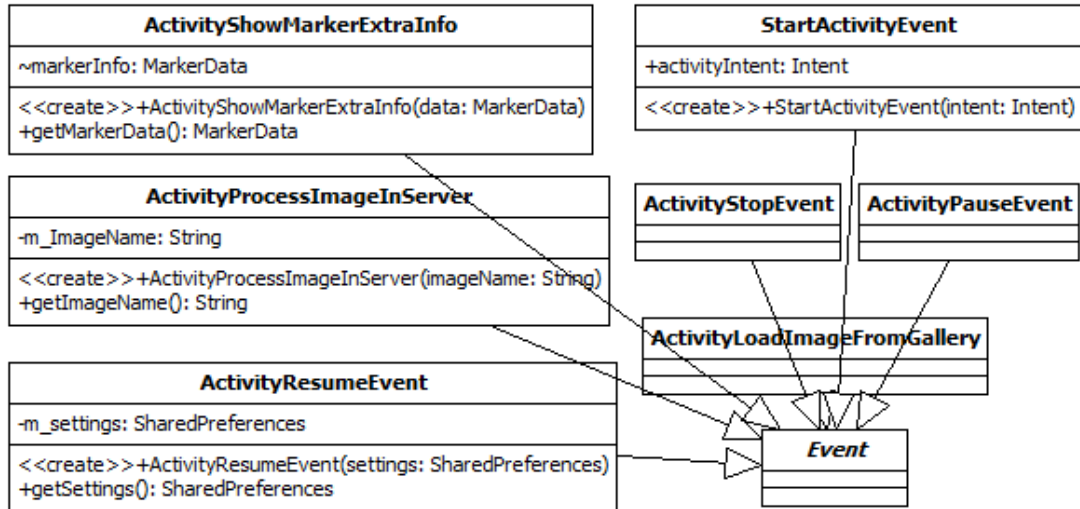 ActivityShowMarkerExtraInfo
~markerInfo: MarkerData
<<create>>+ActivityShowMarkerExtraInfo(data: MarkerData)
+getMarkerData(): MarkerData
StartActivityEvent
+activityIntent: Intent
<<create>>+StartActivityEvent(intent: Intent)
ActivityProcessImageInServer
-m_ImageName: String
<<create>>+ActivityProcessImageInServer(imageName: String)
+getImageName(): String
ActivityStopEvent
ActivityPauseEvent
ActivityLoadImageFromGallery
ActivityResumeEvent
-m_settings: SharedPreferences
<<create>>+ActivityResumeEvent(settings: SharedPreferences)
+getSettings(): SharedPreferences
Event